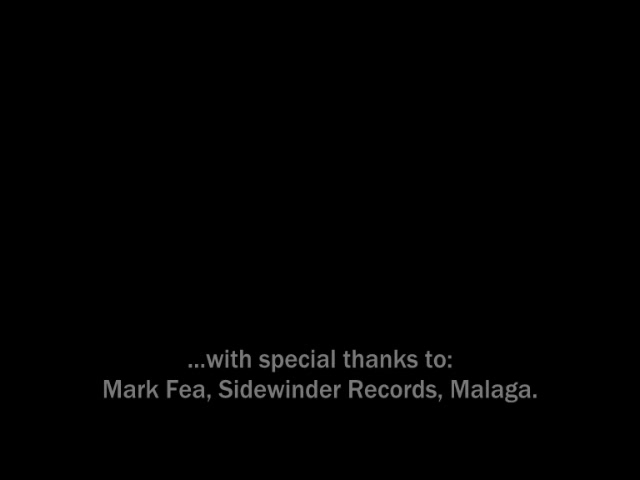 ...with special thanks to:
Mark Fea, Sidewinder Records, Malaga.